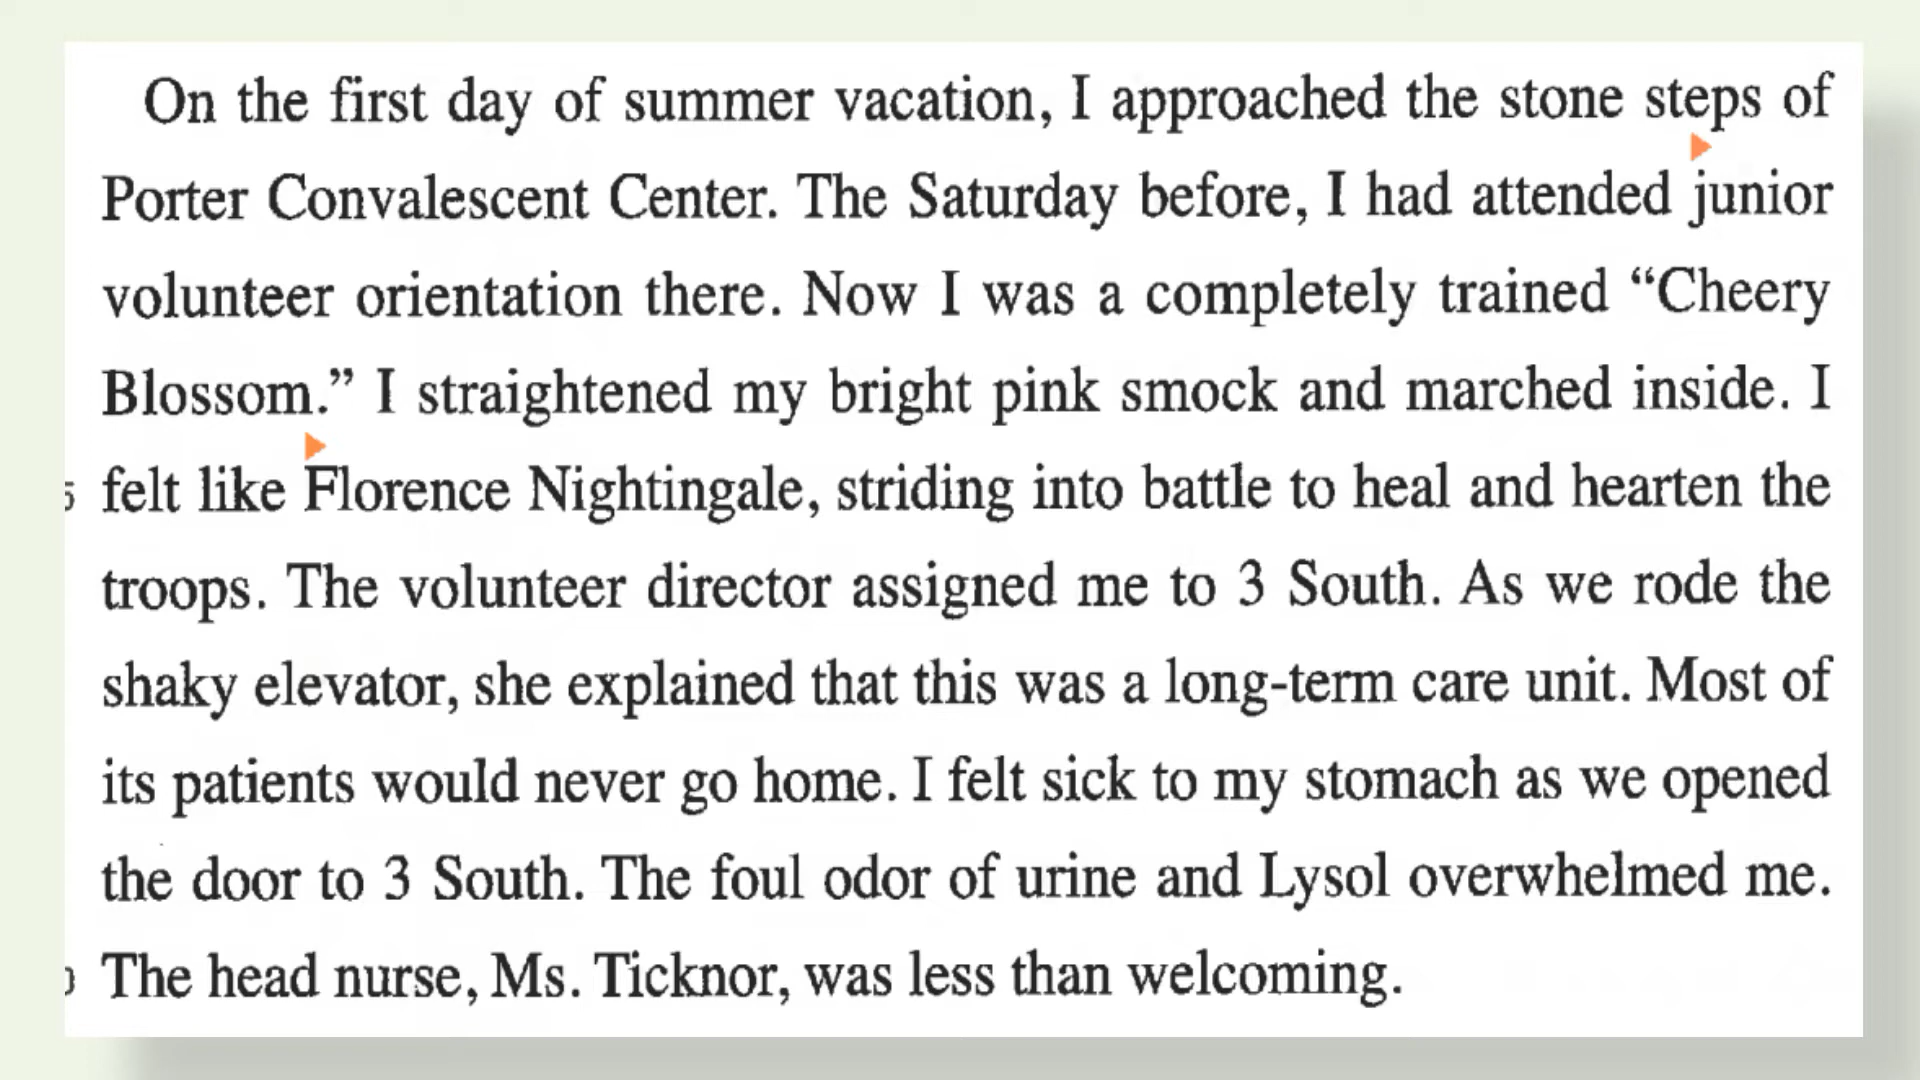 On the first day of summer vacation, I approached the stone steps of
Porter Convalescent Center. The Saturday before, I had attended junior
volunteer orientation there. Now I was a completely trained “Cheery
Blossom.” I straightened my bright pink smock and marched inside. I
felt like Florence Nightingale, striding into battle to heal and hearten the
troops. The volunteer director assigned me to 3 South. As we rode the
shaky elevator, she explained that this was a long-term care unit. Most of
its patients would never go home. I felt sick to my stomach as we opened
the door to 3 South. The foul odor of urine and Lysol overwhelmed me.
The head nurse, Ms. Ticknor, was less than welcoming.